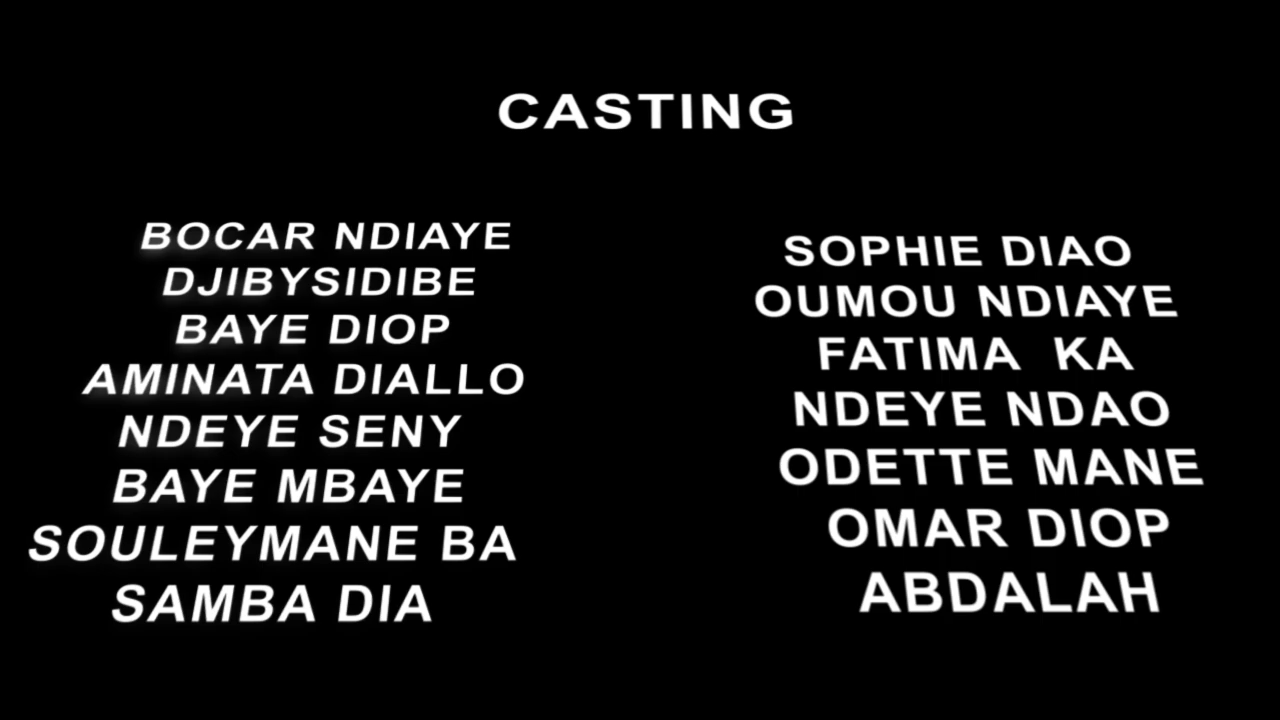 CASTING
BOCAR NDIAYE
DJIBYSIDIBE
BAYE DIOP
AMINATA DIALLO
NDEYE SENY
BAYE MBAYE
SOULEYMANE BA
SAMBA DIA
SOPHIE DIAO
OUMOU NDIAYE
FATIMA KA
NDEYE NDAO
ODETTE MANE
OMAR DIOP
ABDALAH